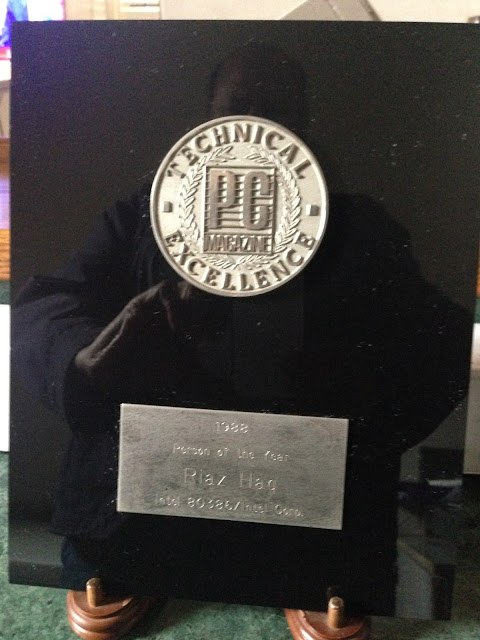 TECHNICAL
PC
MAGAZINE
EXCELLENCE
1988
Person of the Year
Riaz Haq
Intel 80386/Intel Corp.